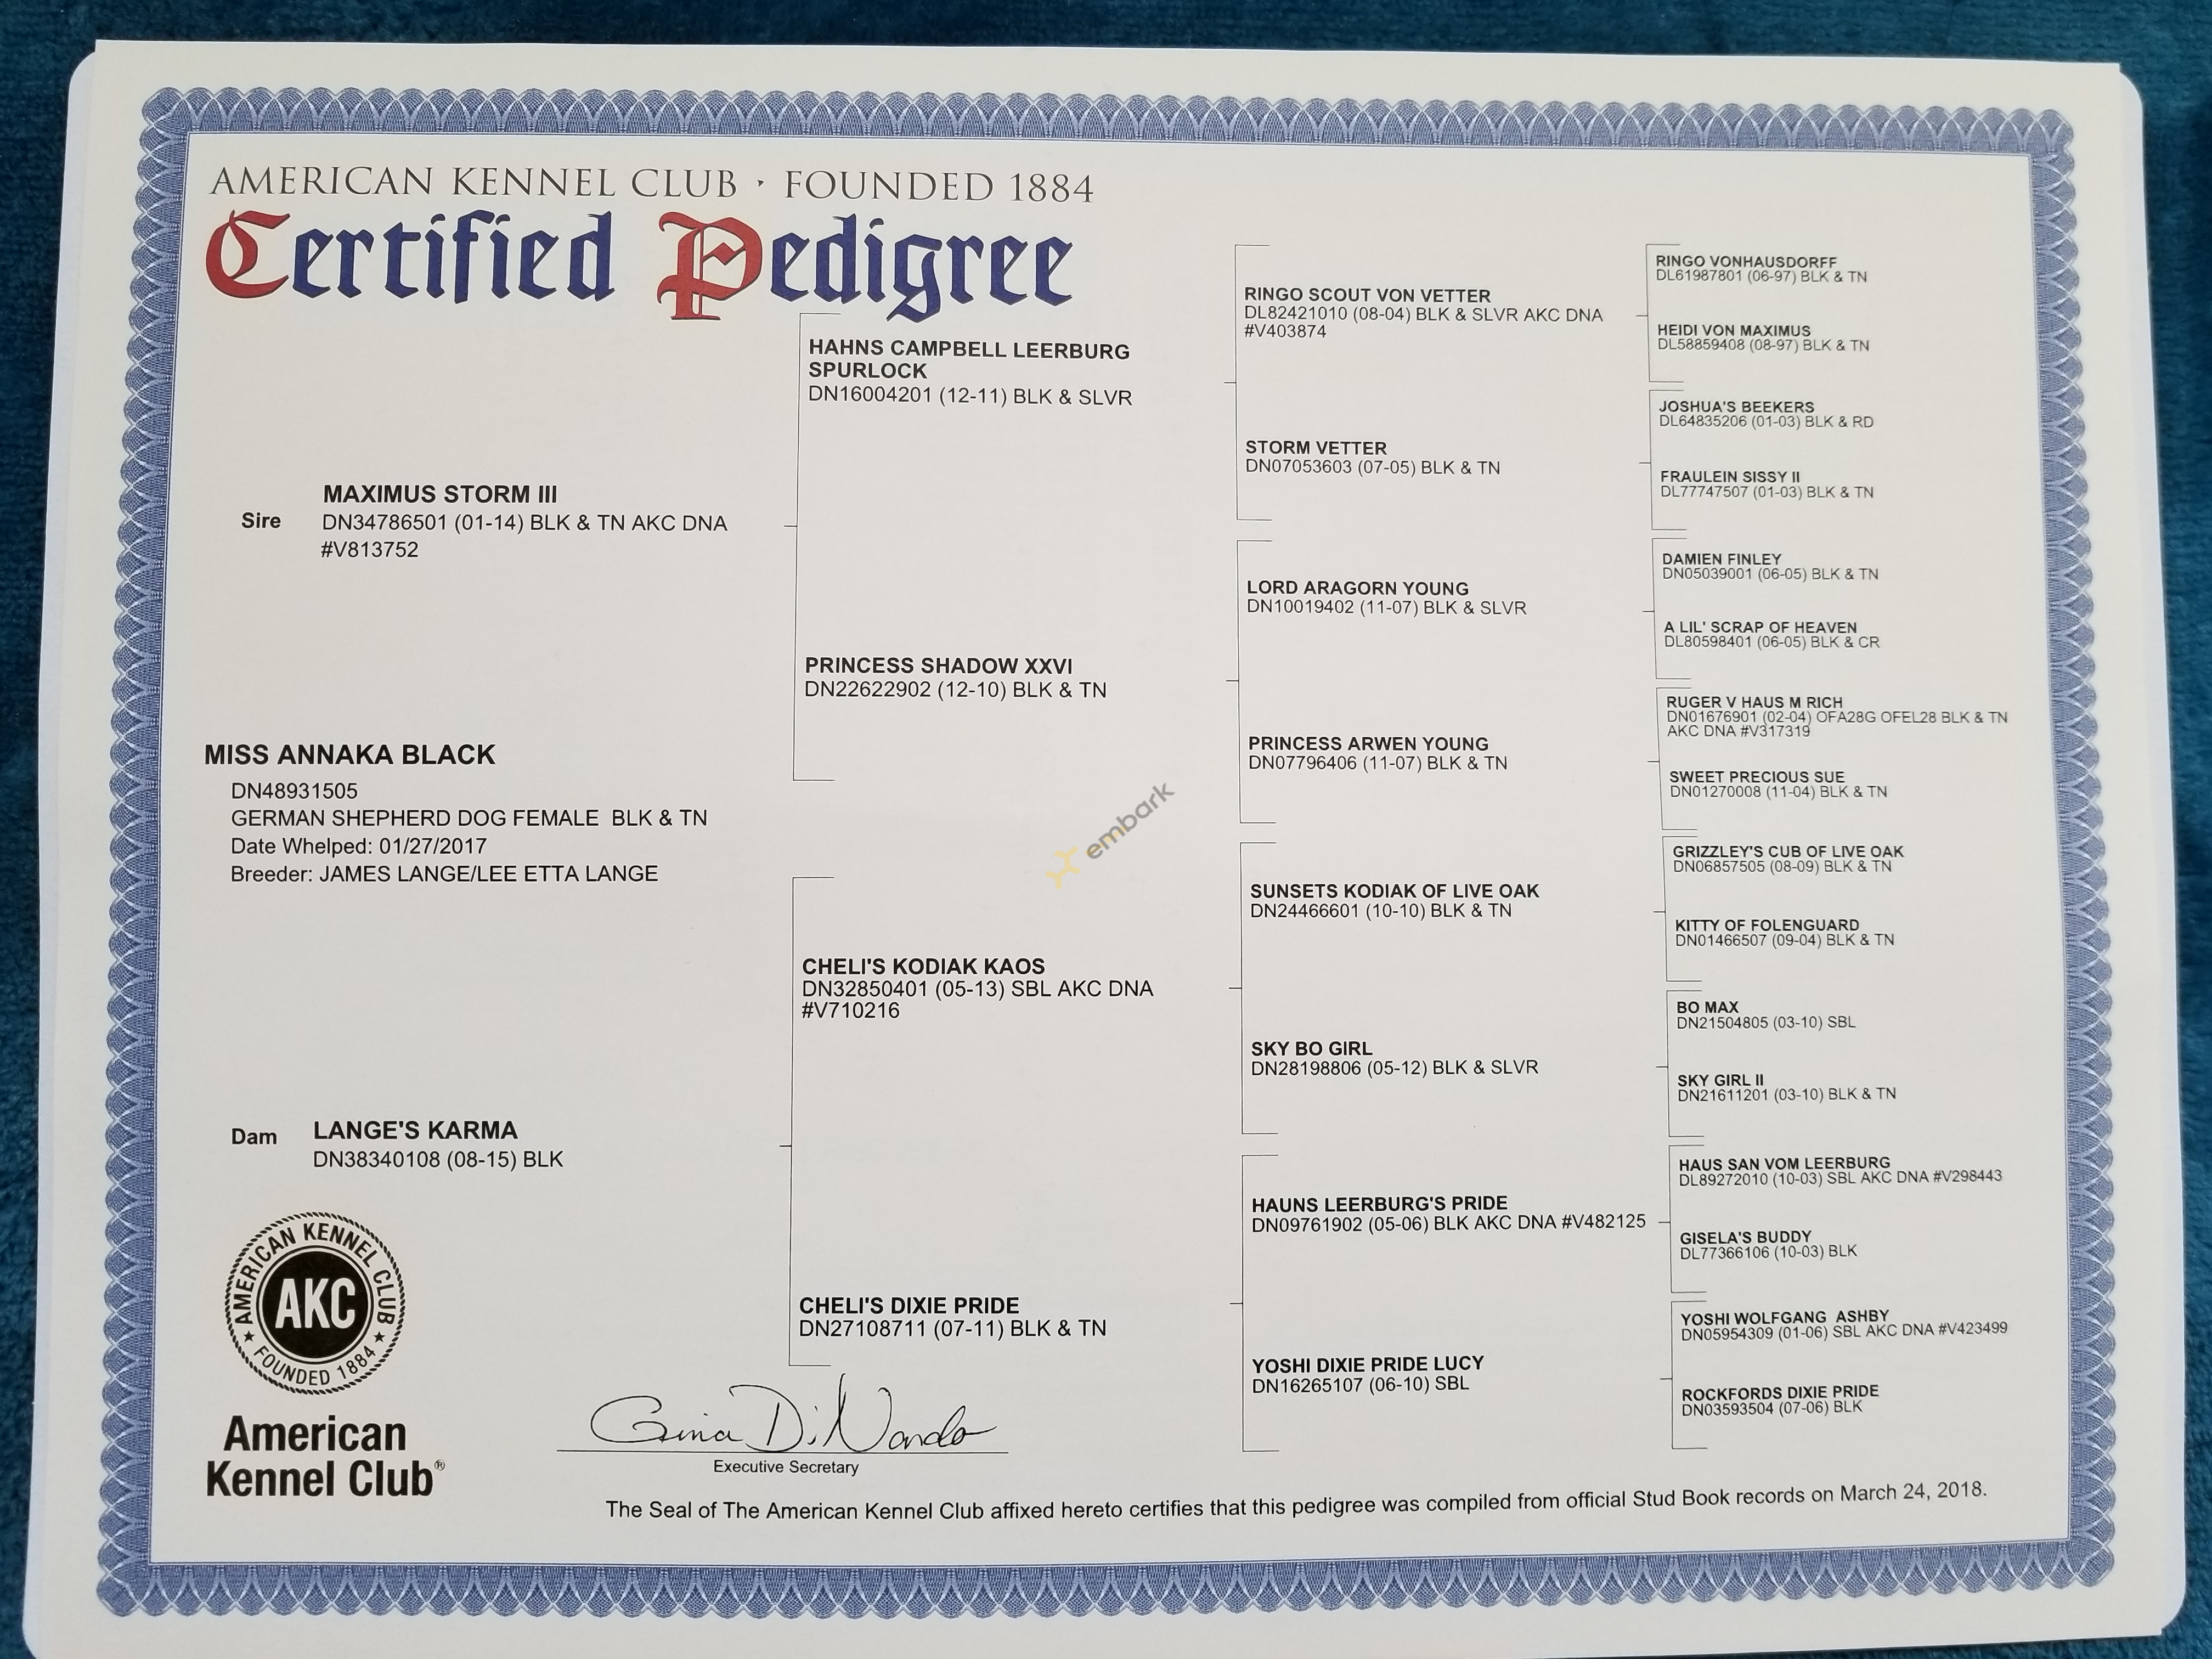 AMERICAN KENNEL CLUB · FOUNDED 1884
Certified Pedigree
Sire
MAXIMUS STORM III
DN34786501 (01-14) BLK & TN AKC DNA
#V813752
MISS ANNAKA BLACK
DN48931505
GERMAN SHEPHERD DOG FEMALE  BLK & TN
Date Whelped: 01/27/2017
Breeder: JAMES LANGE/LEE ETTA LANGE
Dam
LANGE'S KARMA
DN38340108 (08-15) BLK
HAHNS CAMPBELL LEERBURG
SPURLOCK
DN16004201 (12-11) BLK & SLVR
PRINCESS SHADOW XXVI
DN22622902 (12-10) BLK & TN
CHELI'S KODIAK KAOS
DN32850401 (05-13) SBL AKC DNA
#V710216
CHELI'S DIXIE PRIDE
DN27108711 (07-11) BLK & TN
RINGO SCOUT VON VETTER
DL82421010 (08-04) BLK & SLVR AKC DNA
#V403874
STORM VETTER
DN07053603 (07-05) BLK & TN
LORD ARAGORN YOUNG
DN10019402 (11-07) BLK & SLVR
PRINCESS ARWEN YOUNG
DN07796406 (11-07) BLK & TN
SUNSETS KODIAK OF LIVE OAK
DN24466601 (10-10) BLK & TN
SKY BO GIRL
DN28198806 (05-12) BLK & SLVR
HAUNS LEERBURG'S PRIDE
DN09761902 (05-06) BLK AKC DNA #V482125
YOSHI DIXIE PRIDE LUCY
DN16265107 (06-10) SBL
RINGO VONHAUSDORFF
DL61987801 (06-97) BLK & TN
HEIDI VON MAXIMUS
DL58859408 (08-97) BLK & TN
JOSHUA'S BEEKERS
DL64835206 (01-03) BLK & RD
FRAULEIN SISSY II
DL77747507 (01-03) BLK & TN
DAMIEN FINLEY
DN05039001 (06-05) BLK & TN
A LIL' SCRAP OF HEAVEN
DL80598401 (06-05) BLK & CR
RUGER V HAUS M RICH
DN01676901 (02-04) OFA28G OFEL28 BLK & TN
AKC DNA #V317319
SWEET PRECIOUS SUE
DN01270008 (11-04) BLK & TN
GRIZZLEY'S CUB OF LIVE OAK
DN06857505 (08-09) BLK & TN
KITTY OF FOLENGUARD
DN01466507 (09-04) BLK & TN
BO MAX
DN21504805 (03-10) SBL
SKY GIRL II
DN21611201 (03-10) BLK & TN
HAUS SAN VOM LEERBURG
DL89272010 (10-03) SBL AKC DNA #V298443
GISELA'S BUDDY
DL77366106 (10-03) BLK
YOSHI WOLFGANG  ASHBY
DN05954309 (01-06) SBL AKC DNA #V423499
ROCKFORDS DIXIE PRIDE
DN03593504 (07-06) BLK
embark
AMERICAN KENNEL CLUB
AKC
★ FOUNDED 1884 ★
American
Kennel Club®
Gina DiNardo
Executive Secretary
The Seal of The American Kennel Club affixed hereto certifies that this pedigree was compiled from official Stud Book records on March 24, 2018.